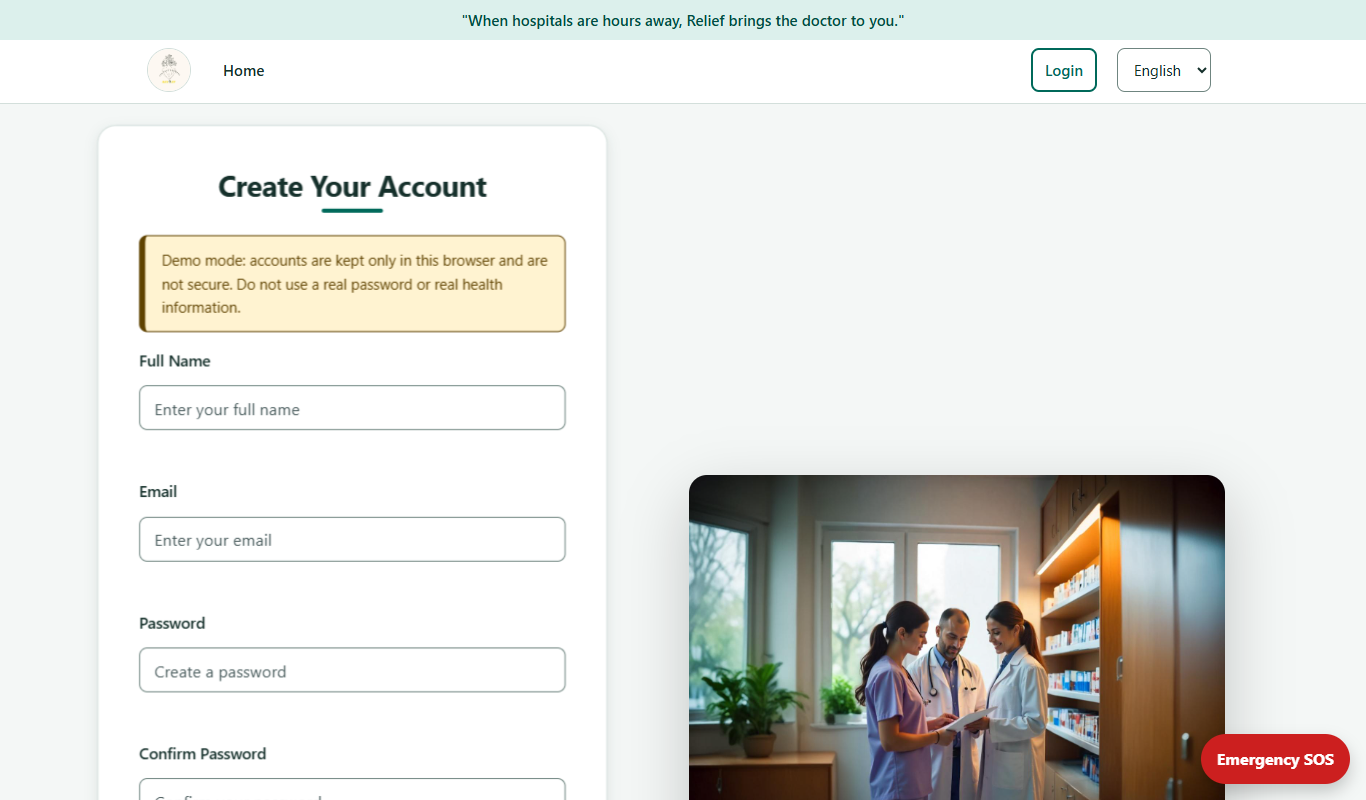 "When hospitals are hours away, Relief brings the doctor to you."
Home
Login
English
Create Your Account
Demo mode: accounts are kept only in this browser and are
not secure. Do not use a real password or real health
information.
Full Name
Enter your full name
Email
Enter your email
Password
Create a password
Confirm Password
Emergency SOS